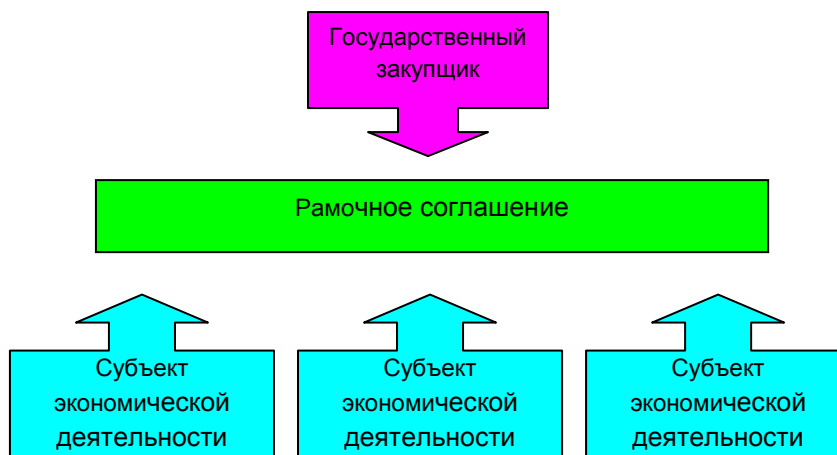 Государственный
закупщик
Рамочное соглашение
Субъект
экономической
деятельности
Субъект
экономической
деятельности
Субъект
экономической
деятельности